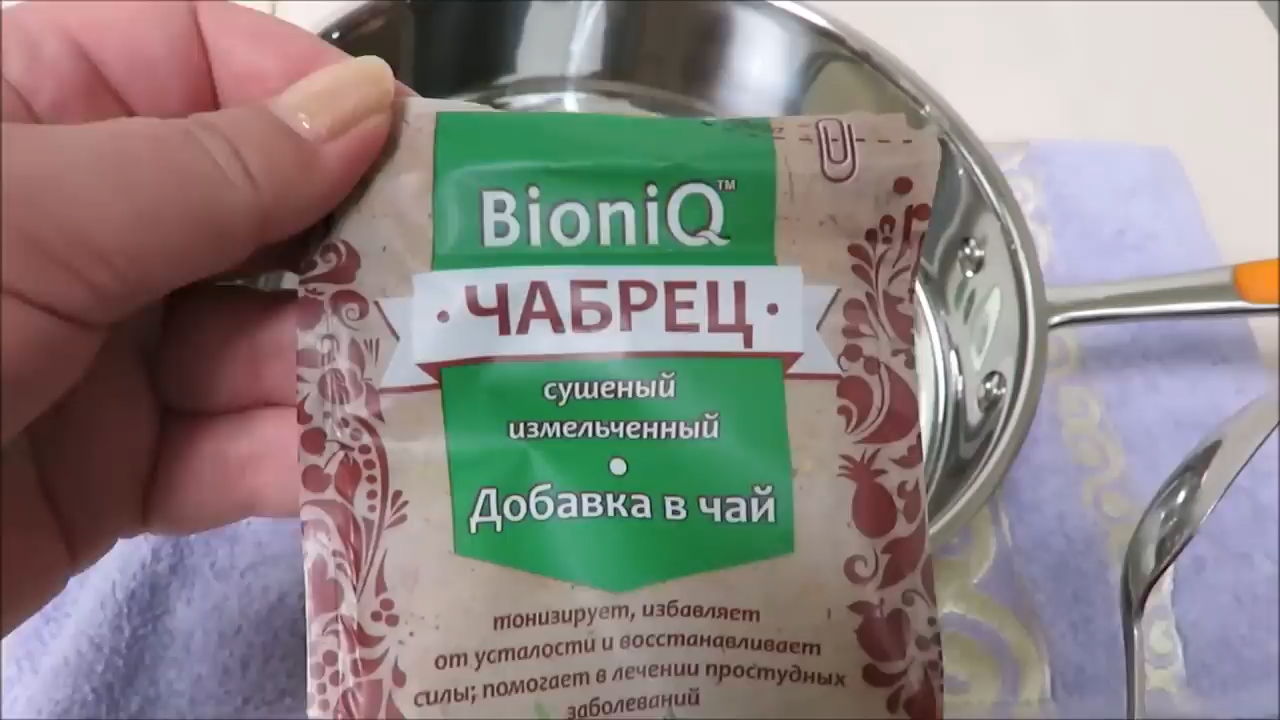 BioniQ™
·ЧАБРЕЦ·
сушеный
измельченный
•
Добавка в чай
тонизирует, избавляет
от усталости и восстанавливает
силы; помогает в лечении простудных
заболеваний